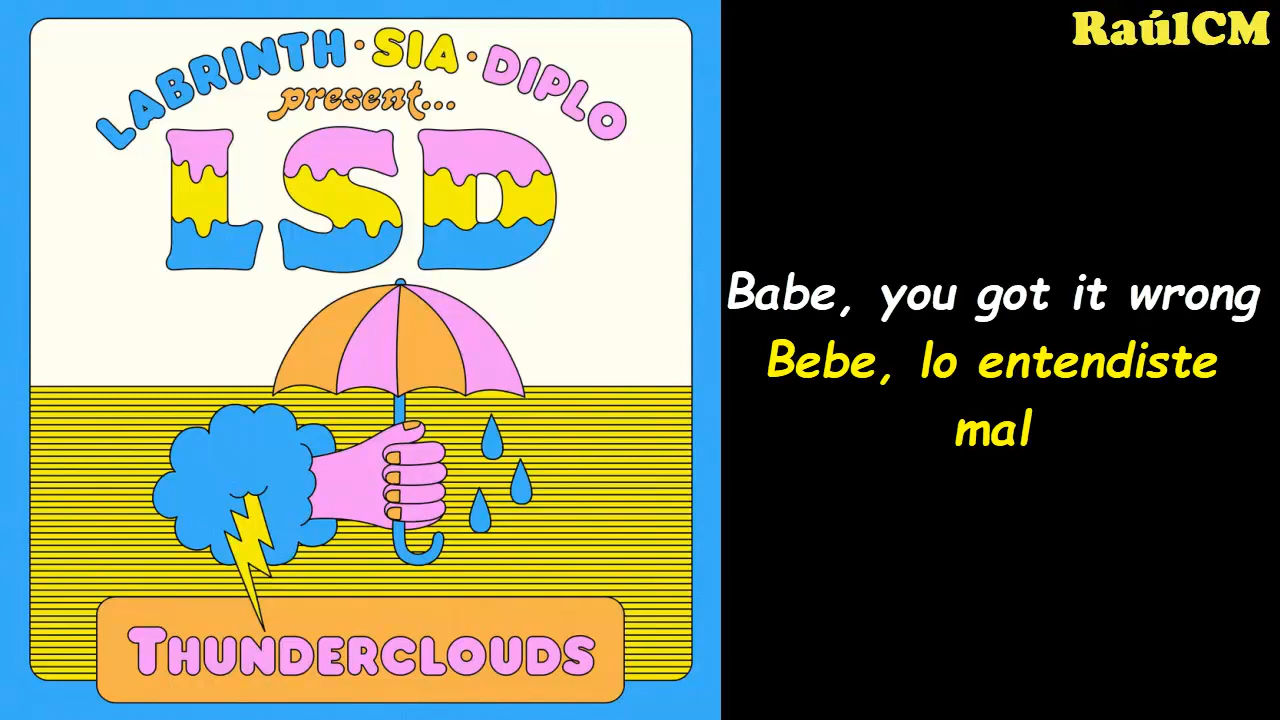 LABRINTH · SIA · DIPLO
present...
LSD
THUNDERCLOUDS
RaúlCM
Babe, you got it wrong
Bebe, lo entendiste
mal